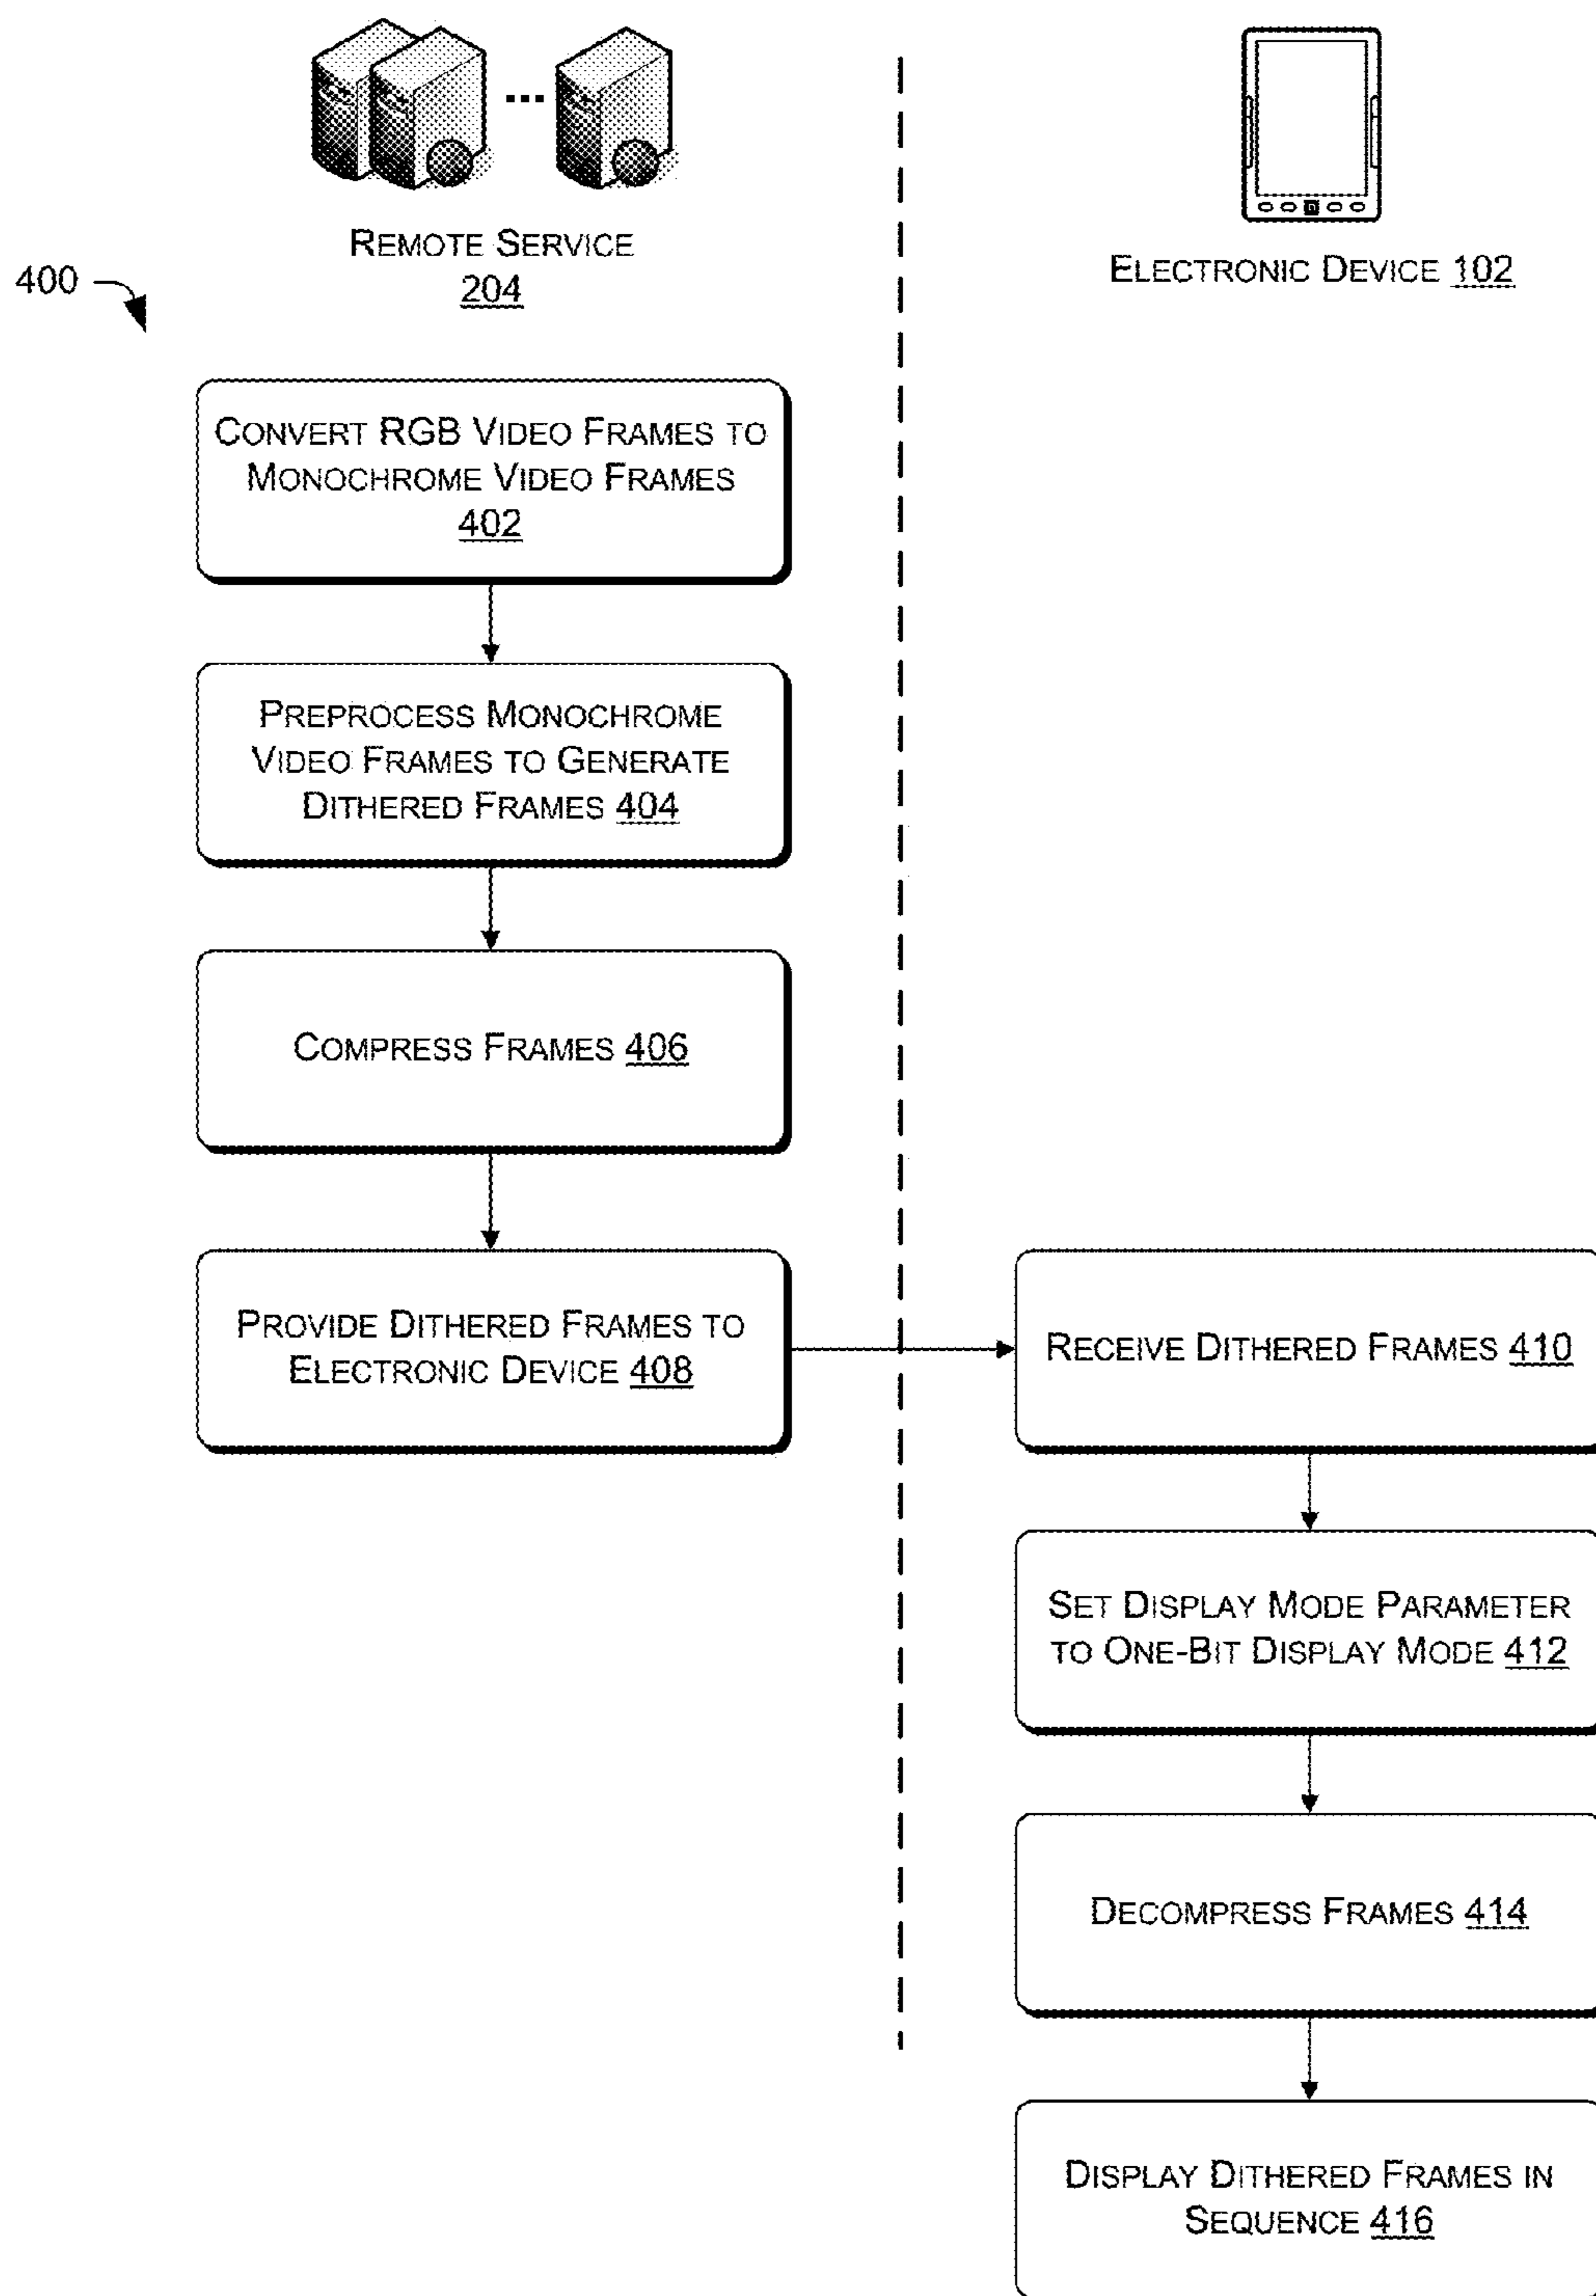 REMOTE SERVICE
204
ELECTRONIC DEVICE 102
400
CONVERT RGB VIDEO FRAMES TO
MONOCHROME VIDEO FRAMES
402
PREPROCESS MONOCHROME
VIDEO FRAMES TO GENERATE
DITHERED FRAMES 404
COMPRESS FRAMES 406
PROVIDE DITHERED FRAMES TO
ELECTRONIC DEVICE 408
RECEIVE DITHERED FRAMES 410
SET DISPLAY MODE PARAMETER
TO ONE-BIT DISPLAY MODE 412
DECOMPRESS FRAMES 414
DISPLAY DITHERED FRAMES IN
SEQUENCE 416